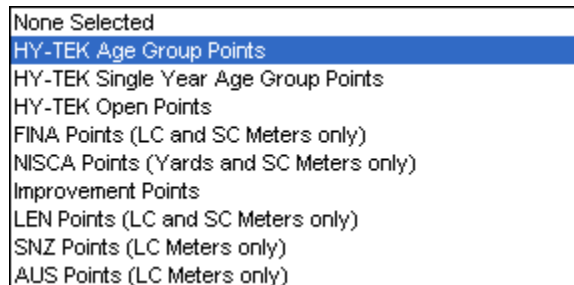 None Selected
HY-TEK Age Group Points
HY-TEK Single Year Age Group Points
HY-TEK Open Points
FINA Points (LC and SC Meters only)
NISCA Points (Yards and SC Meters only)
Improvement Points
LEN Points (LC and SC Meters only)
SNZ Points (LC Meters only)
AUS Points (LC Meters only)